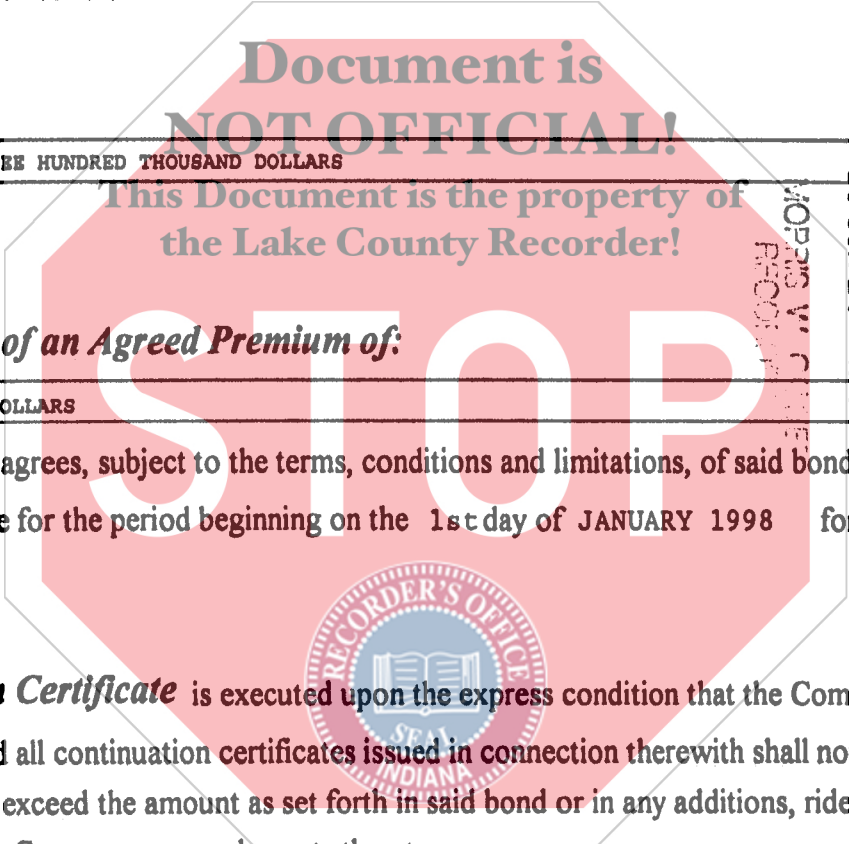 Document is
NOT OFFICIAL!
EE HUNDRED THOUSAND DOLLARS
This Document is the property of
the Lake County Recorder!
of an Agreed Premium of:
STOP
OLLARS
agrees, subject to the terms, conditions and limitations, of said bond
e for the period beginning on the 1st day of JANUARY 1998 for
RECORDER'S OFFICE
Certificate is executed upon the express condition that the Com
all continuation certificates issued in connection therewith shall no
SEAL
INDIANA
exceed the amount as set forth in said bond or in any additions, ride